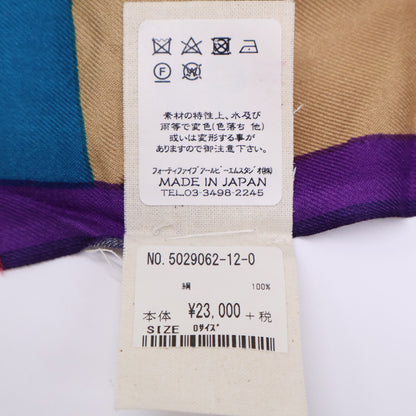 素材の特性上、水及び
雨等で変色(色落ち 他)
或いは変形する事が
ありますので御注意下さい
フォーティファイブアールピーエムスタジオ(株)
MADE IN JAPAN
TEL.03-3498-2245
NO. 5029062-12-0
絹 100%
本体 ¥23,000 +税
SIZE 0サイズ